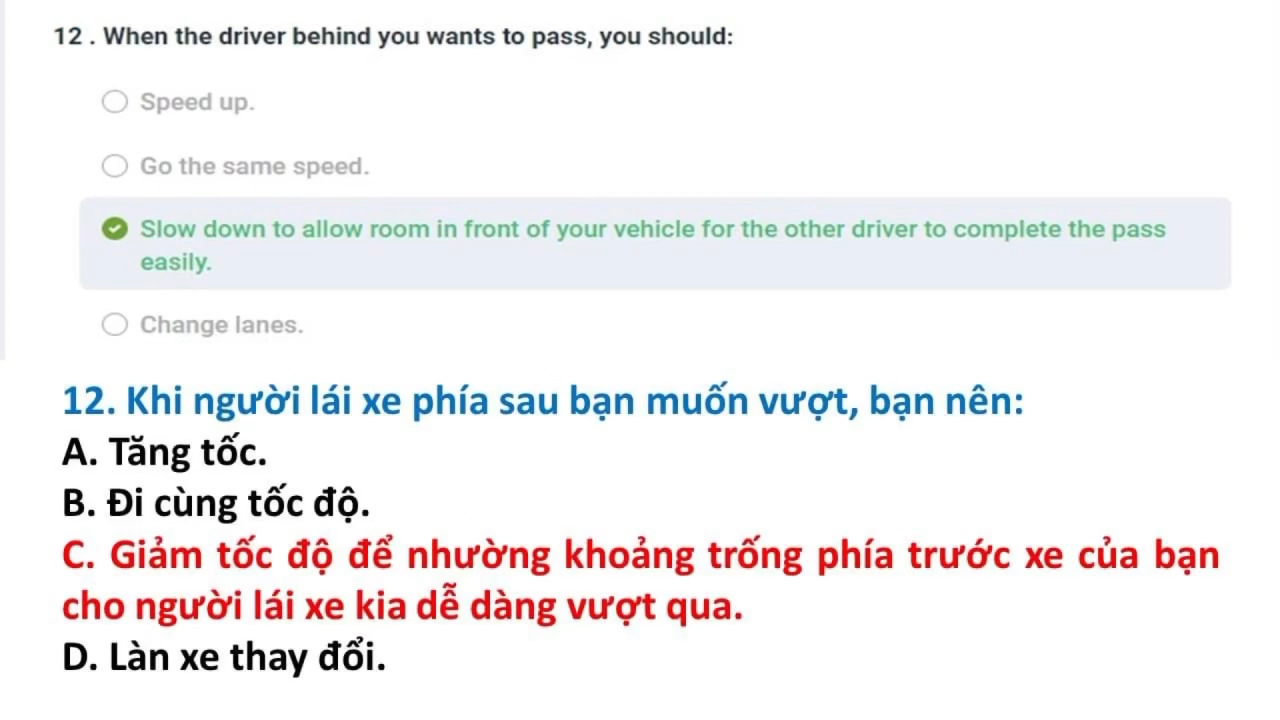 12 . When the driver behind you wants to pass, you should:
Speed up.
Go the same speed.
Slow down to allow room in front of your vehicle for the other driver to complete the pass
easily.
Change lanes.
12. Khi người lái xe phía sau bạn muốn vượt, bạn nên:
A. Tăng tốc.
B. Đi cùng tốc độ.
C. Giảm tốc độ để nhường khoảng trống phía trước xe của bạn
cho người lái xe kia dễ dàng vượt qua.
D. Làn xe thay đổi.